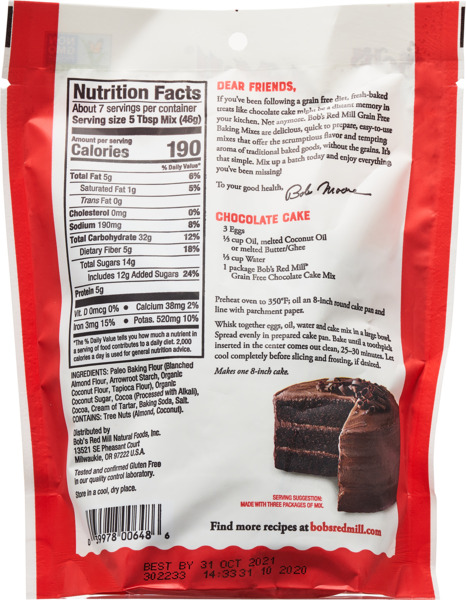 Nutrition Facts
About 7 servings per container
Serving size 5 Tbsp Mix (46g)
Amount per serving
Calories 190
% Daily Value*
Total Fat 5g 6%
Saturated Fat 1g 5%
Trans Fat 0g
Cholesterol 0mg 0%
Sodium 190mg 8%
Total Carbohydrate 32g 12%
Dietary Fiber 5g 18%
Total Sugars 14g
Includes 12g Added Sugars 24%
Protein 5g
Vit. D 0mcg 0% • Calcium 38mg 2%
Iron 3mg 15% • Potas. 520mg 10%
*The % Daily Value tells you how much a nutrient in
a serving of food contributes to a daily diet. 2,000
calories a day is used for general nutrition advice.
INGREDIENTS: Paleo Baking Flour (Blanched
Almond Flour, Arrowroot Starch, Organic
Coconut Flour, Tapioca Flour), Organic
Coconut Sugar, Cocoa (Processed with Alkali),
Cocoa, Cream of Tartar, Baking Soda, Salt.
CONTAINS: Tree Nuts (Almond, Coconut).
Distributed by
Bob's Red Mill Natural Foods, Inc.
13521 SE Pheasant Court
Milwaukie, OR 97222 U.S.A.
Tested and confirmed Gluten Free
in our quality control laboratory.
Store in a cool, dry place.
0 39978 00648 6
DEAR FRIENDS,
If you've been following a grain free diet, fresh-baked
treats like chocolate cake might be a distant memory in
your kitchen. Not anymore. Bob's Red Mill Grain Free
Baking Mixes are delicious, quick to prepare, easy-to-use
mixes that offer the scrumptious flavor and tempting
aroma of traditional baked goods, without the grains. It's
that simple. Mix up a batch today and enjoy everything
you've been missing!
To your good health, Bob Moore
CHOCOLATE CAKE
3 Eggs
⅓ cup Oil, melted Coconut Oil
or melted Butter/Ghee
⅓ cup Water
1 package Bob's Red Mill®
Grain Free Chocolate Cake Mix
Preheat oven to 350°F; oil an 8-inch round cake pan and
line with parchment paper.
Whisk together eggs, oil, water and cake mix in a large bowl.
Spread evenly in prepared cake pan. Bake until a toothpick
inserted in the center comes out clean, 25–30 minutes. Let
cool completely before slicing and frosting, if desired.
Makes one 8-inch cake.
SERVING SUGGESTION:
MADE WITH THREE PACKAGES OF MIX.
Find more recipes at bobsredmill.com
BEST BY 31 OCT 2021
302233 14:33 31 10 2020